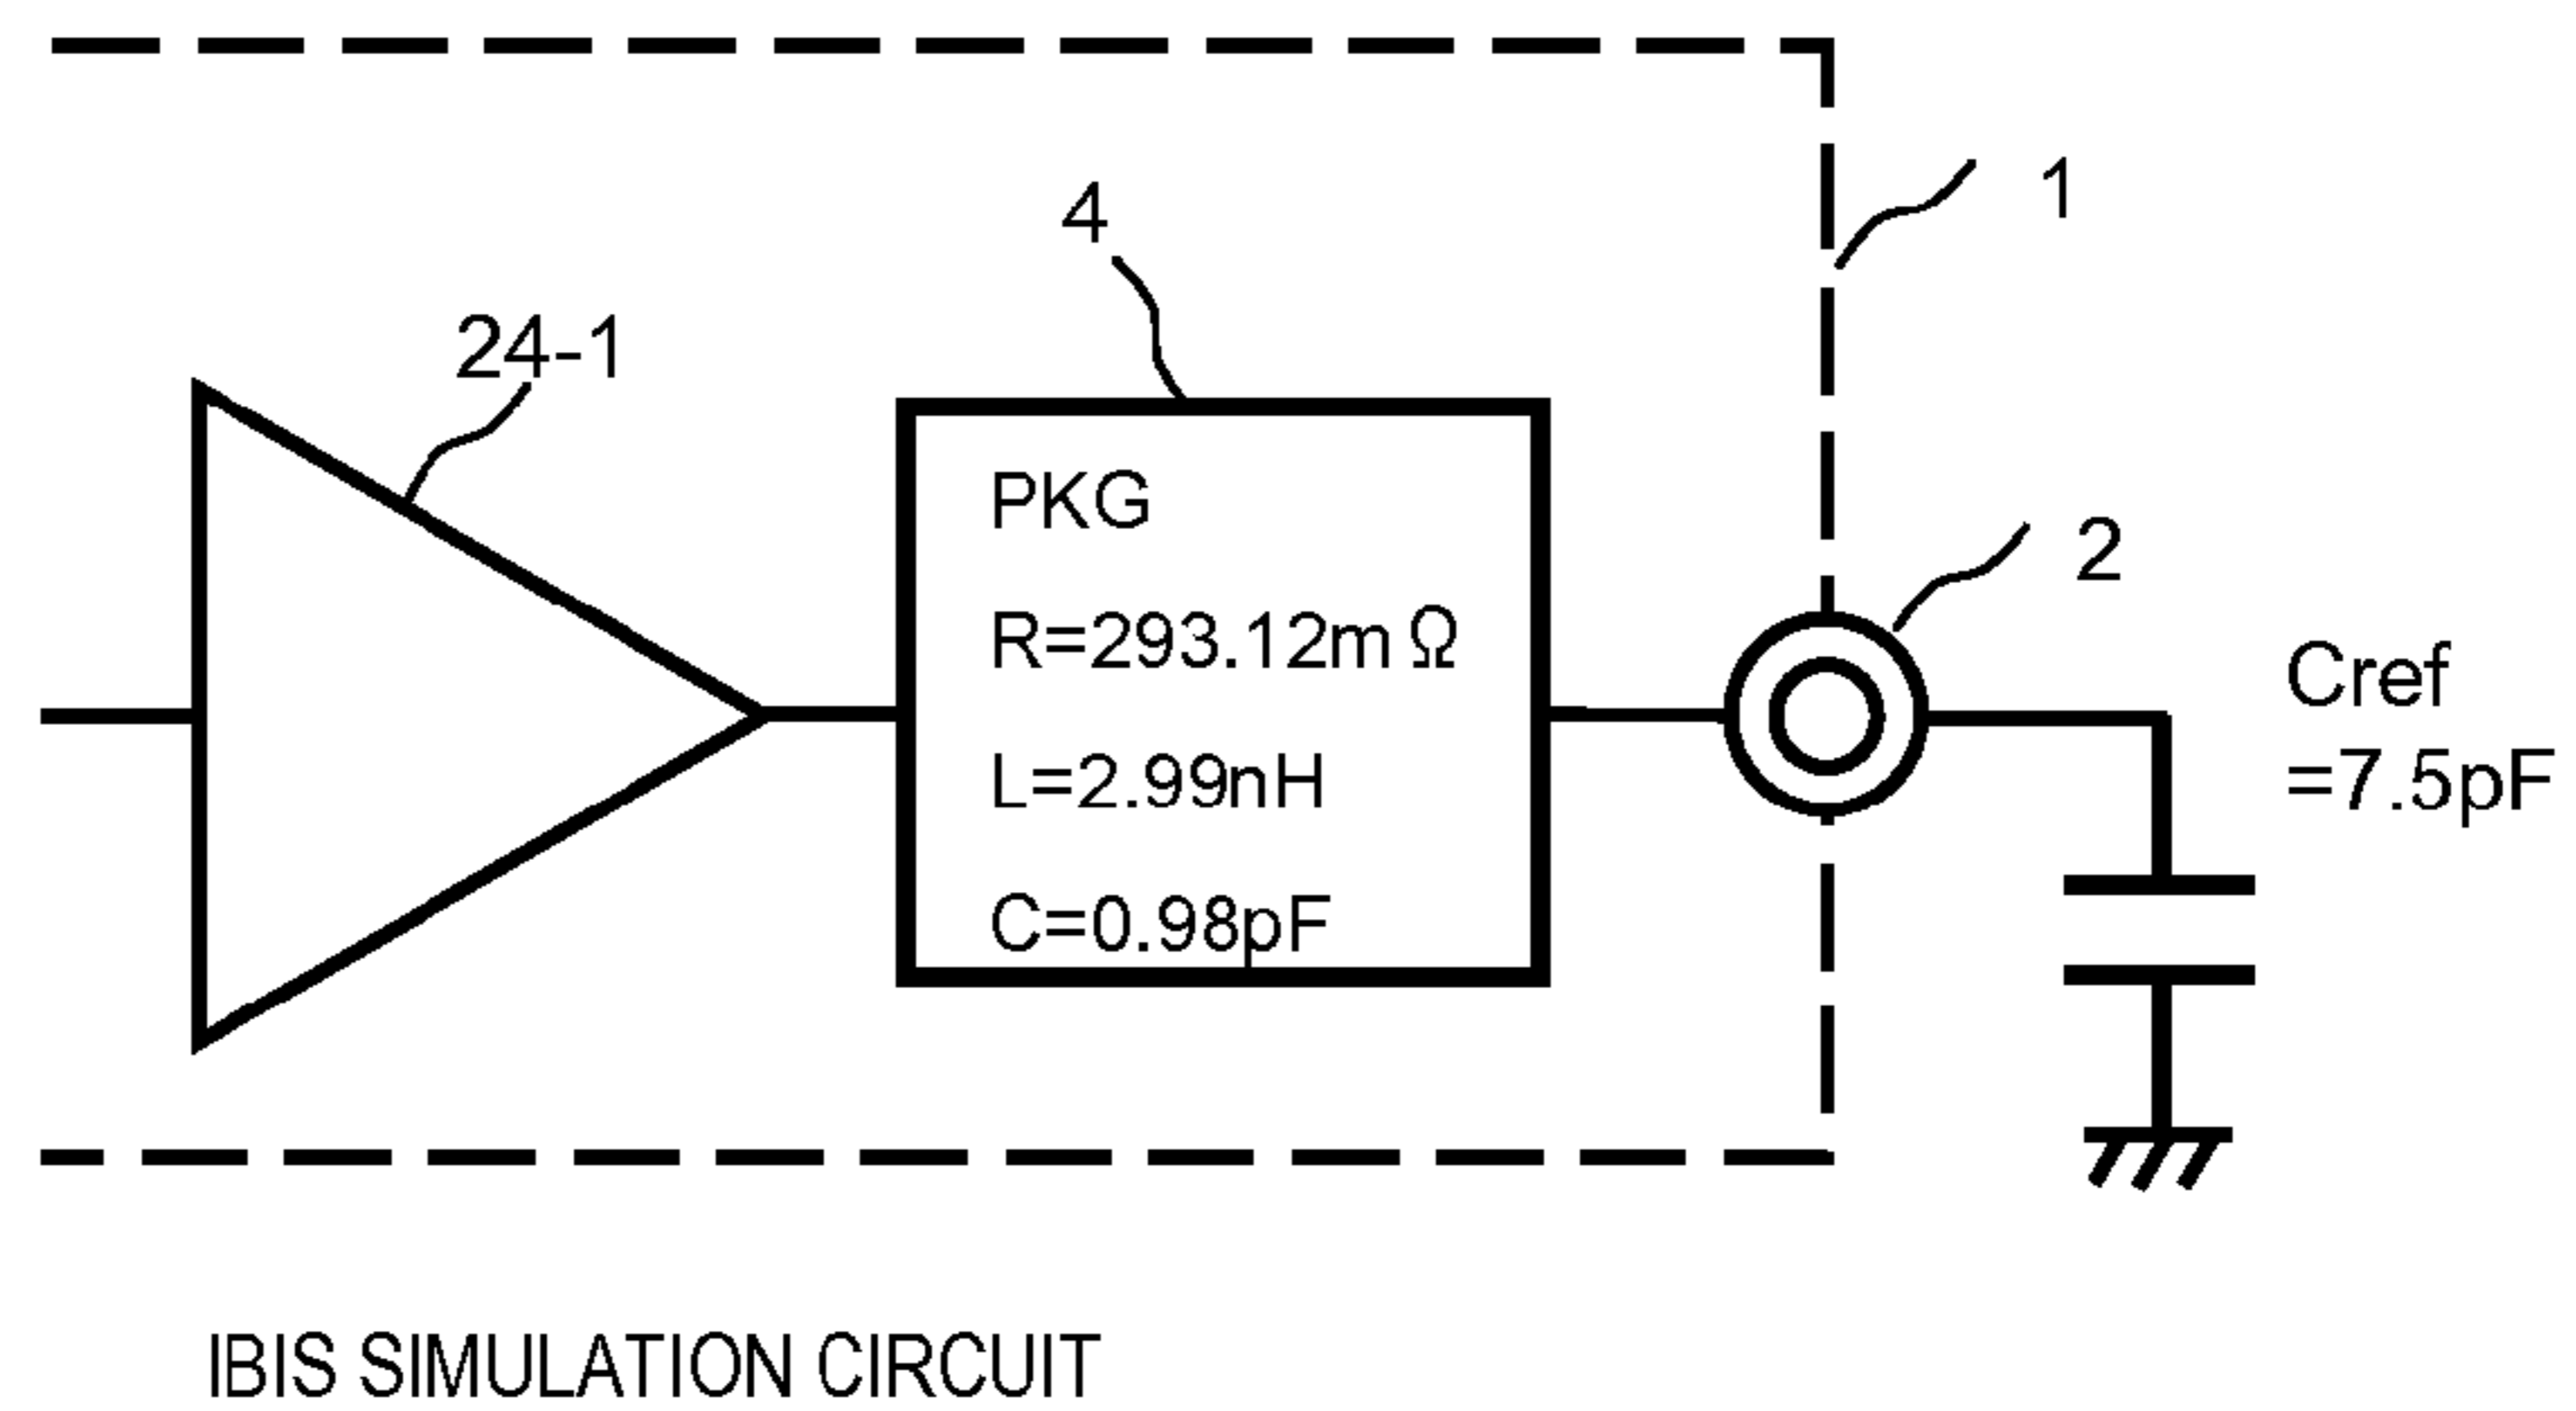 1
4
24-1
2
PKG
R=293.12mΩ
L=2.99nH
C=0.98pF
Cref
=7.5pF
IBIS SIMULATION CIRCUIT